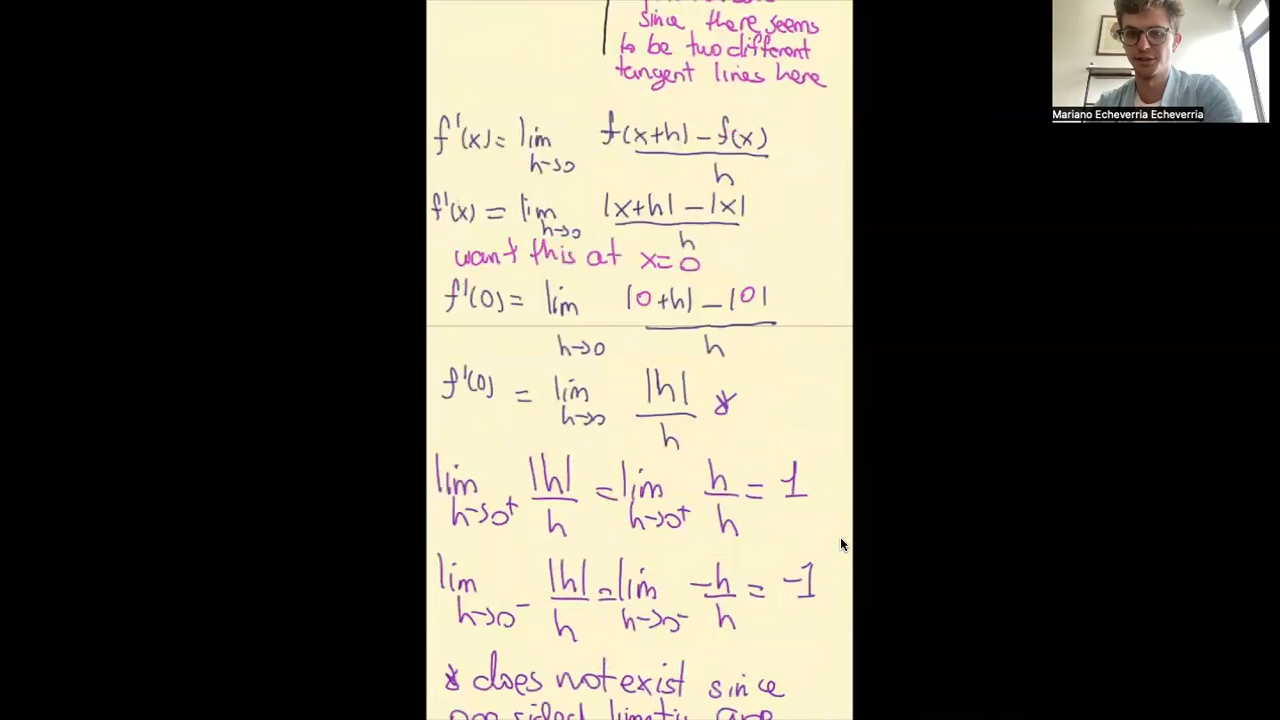 since there seems
to be two different
tangent lines here
Mariano Echeverria Echeverria
f'(x) = lim h->0 f(x+h) - f(x) / h
f'(x) = lim h->0 |x+h| - |x| / h
want this at x=0
f'(0) = lim h->0 |0+h| - |0| / h
f'(0) = lim h->0 |h| / h *
lim h->0⁺ |h| / h = lim h->0⁺ h / h = 1
lim h->0⁻ |h| / h = lim h->0⁻ -h / h = -1
* does not exist since